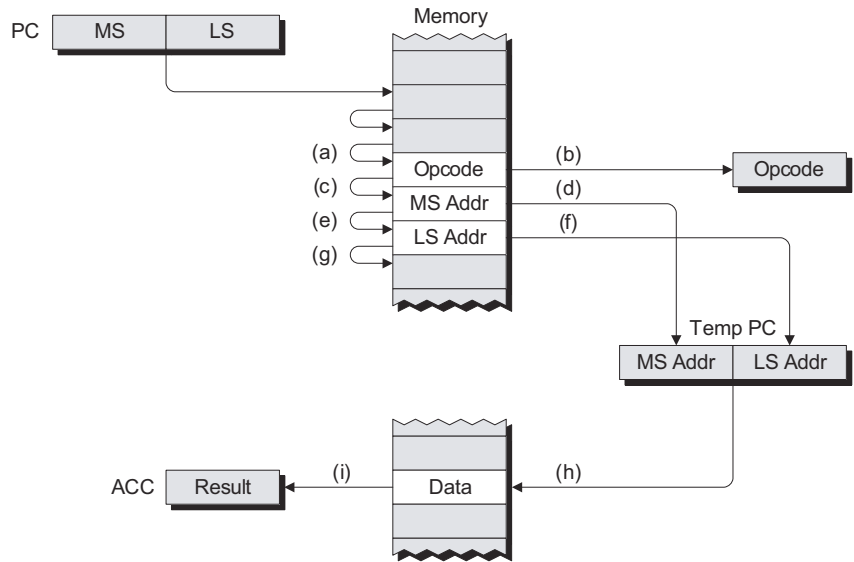 Memory
PC MS LS
(a) Opcode (b) Opcode
(c) MS Addr (d)
(e) LS Addr (f)
(g)
Temp PC
MS Addr LS Addr
ACC Result (i) Data (h)